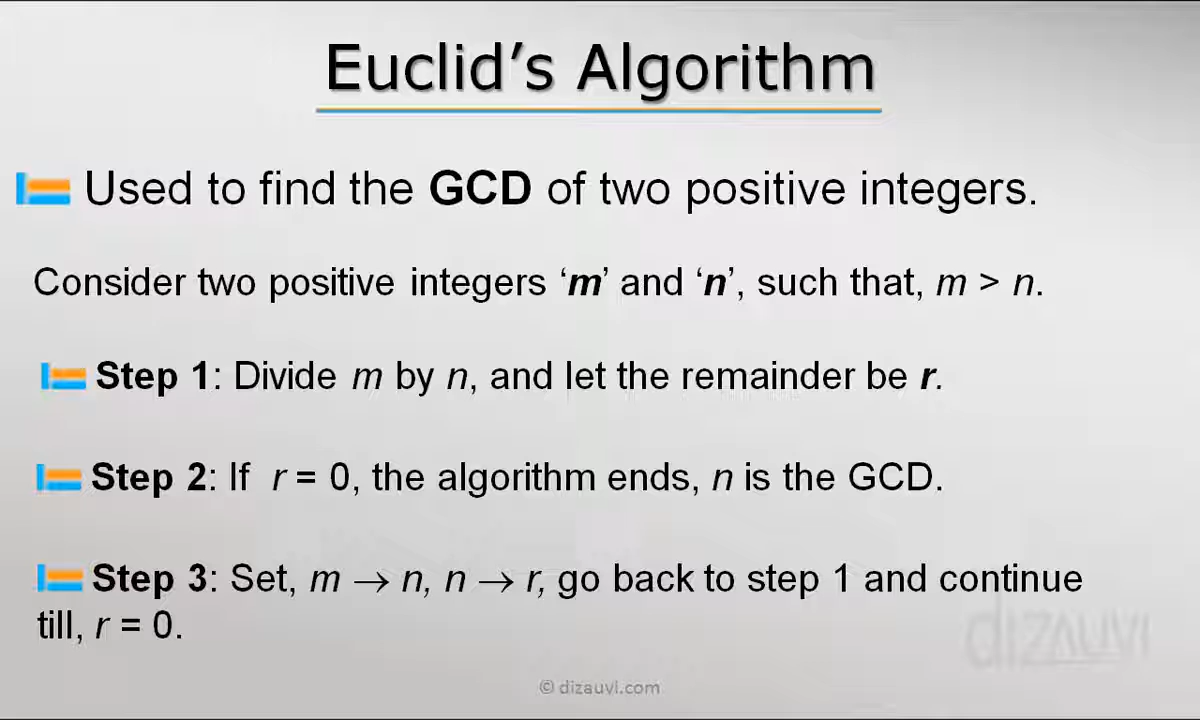 Euclid’s Algorithm
Used to find the GCD of two positive integers.
Consider two positive integers ‘m’ and ‘n’, such that, m > n.
Step 1: Divide m by n, and let the remainder be r.
Step 2: If r = 0, the algorithm ends, n is the GCD.
Step 3: Set, m → n, n → r, go back to step 1 and continue
till, r = 0.
dizauvi
© dizauvi.com